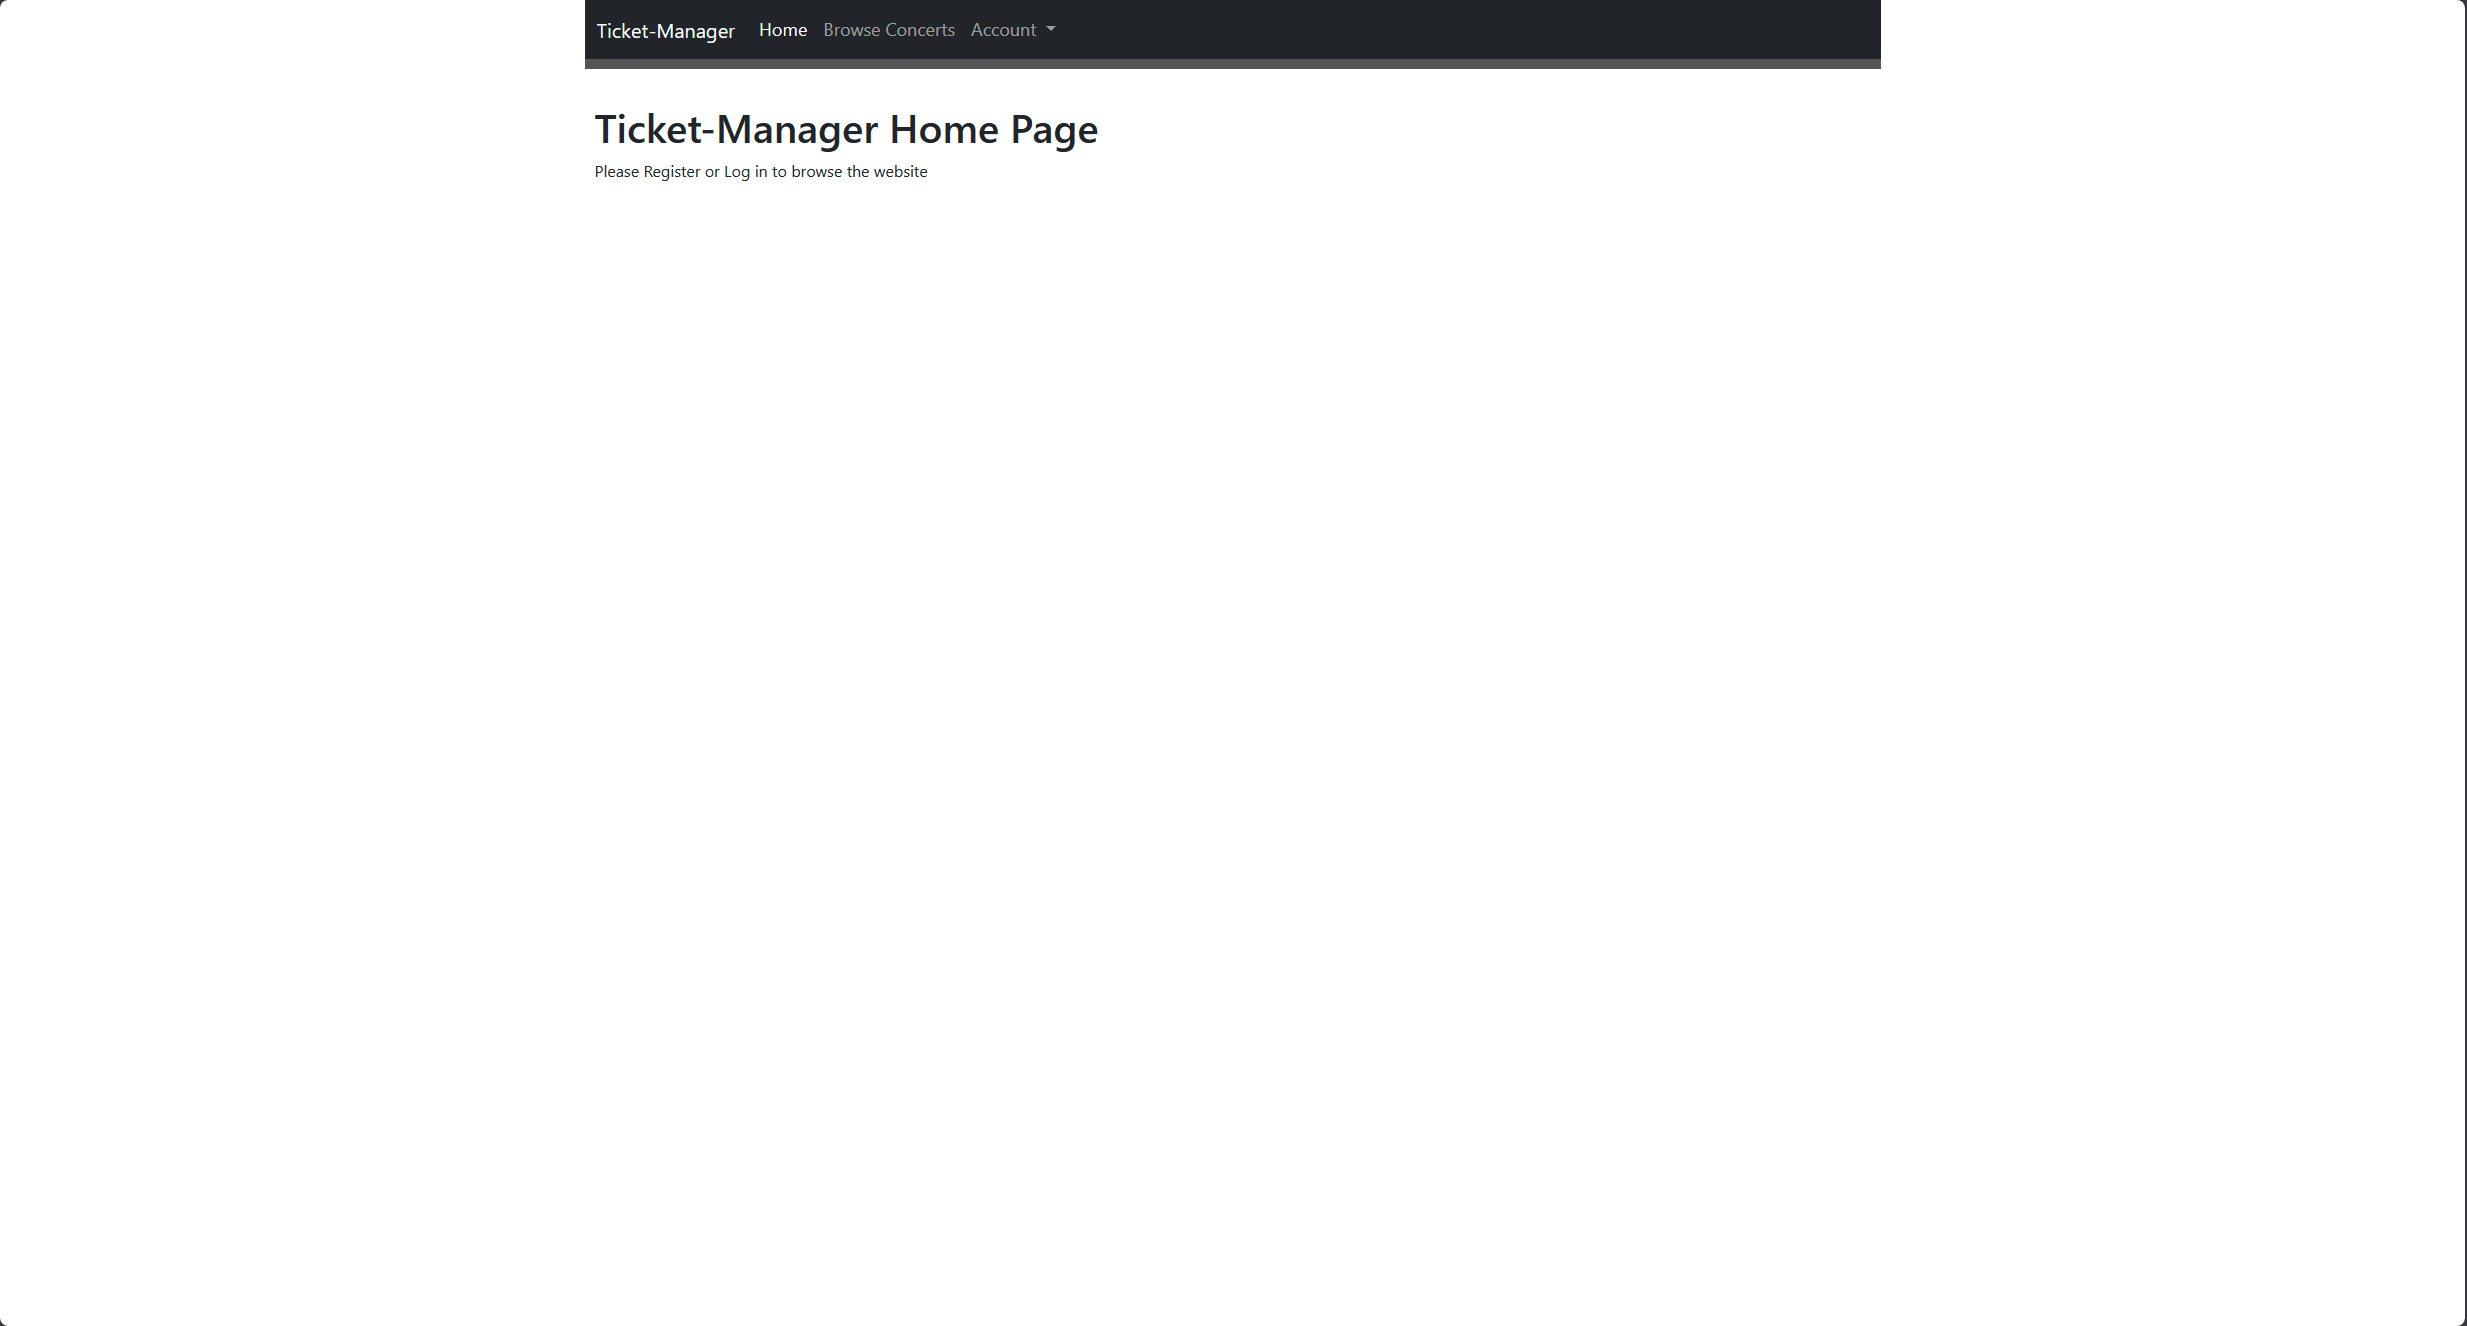 Ticket-Manager Home Browse Concerts Account
Ticket-Manager Home Page
Please Register or Log in to browse the website